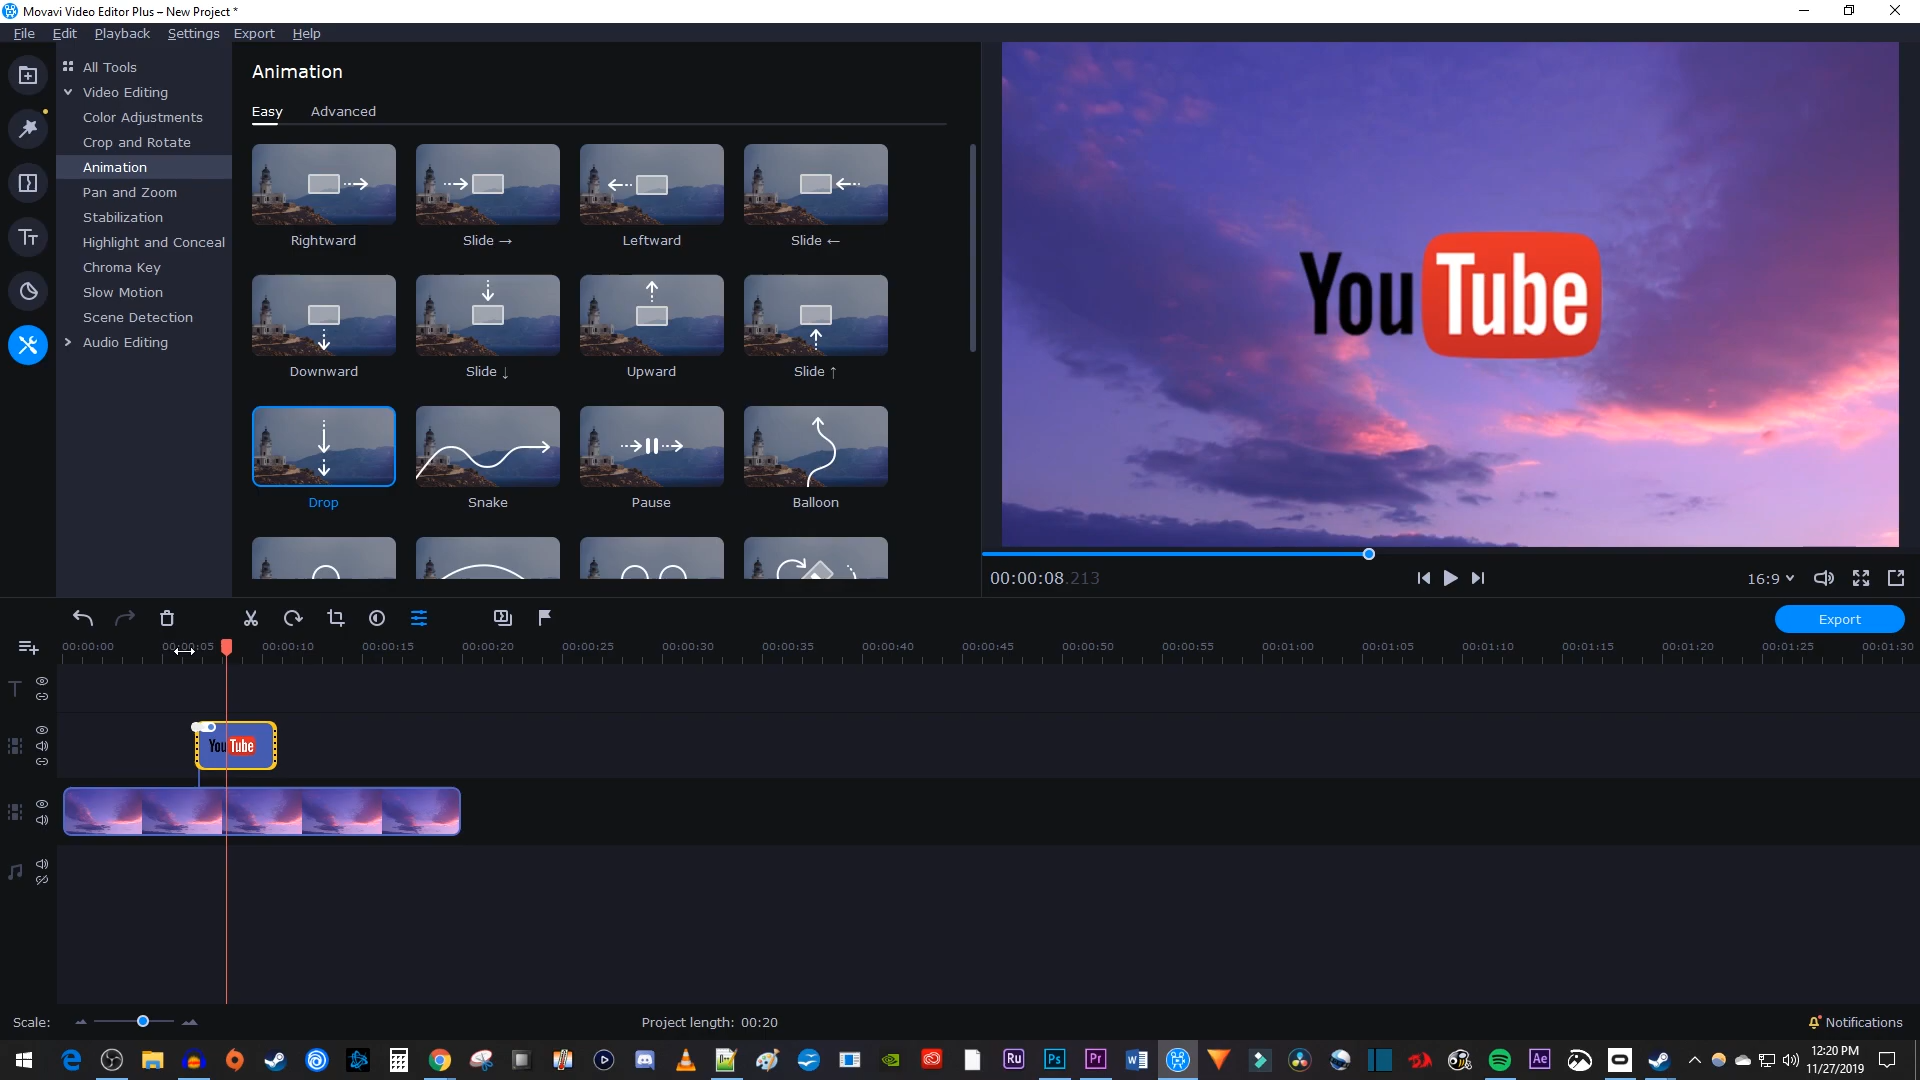 Movavi Video Editor Plus – New Project *
File Edit Playback Settings Export Help
All Tools
Video Editing
Color Adjustments
Crop and Rotate
Animation
Pan and Zoom
Stabilization
Highlight and Conceal
Chroma Key
Slow Motion
Scene Detection
Audio Editing
Animation
Easy Advanced
Rightward Slide → Leftward Slide ←
Downward Slide ↓ Upward Slide ↑
Drop Snake Pause Balloon
YouTube
00:00:08.213
16:9
Export
00:00:00 00:00:05 00:00:10 00:00:15 00:00:20 00:00:25 00:00:30 00:00:35 00:00:40 00:00:45 00:00:50 00:00:55 00:01:00 00:01:05 00:01:10 00:01:15 00:01:20 00:01:25 00:01:30
YouTube
Scale:
Project length: 00:20
Notifications
Ru Ps Pr Ae
12:20 PM
11/27/2019